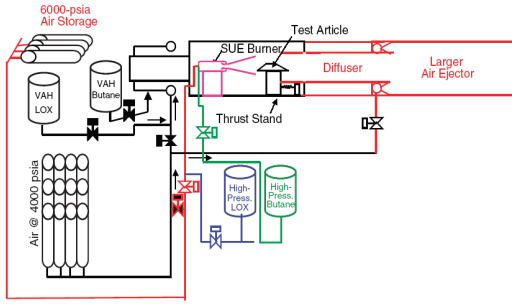 6000-psia
Air Storage
Test Article
SUE Burner
VAH
LOX
VAH
Butane
Diffuser
Larger
Air Ejector
Thrust Stand
Air @ 4000 psia
High-
Press.
LOX
High-
Press.
Butane